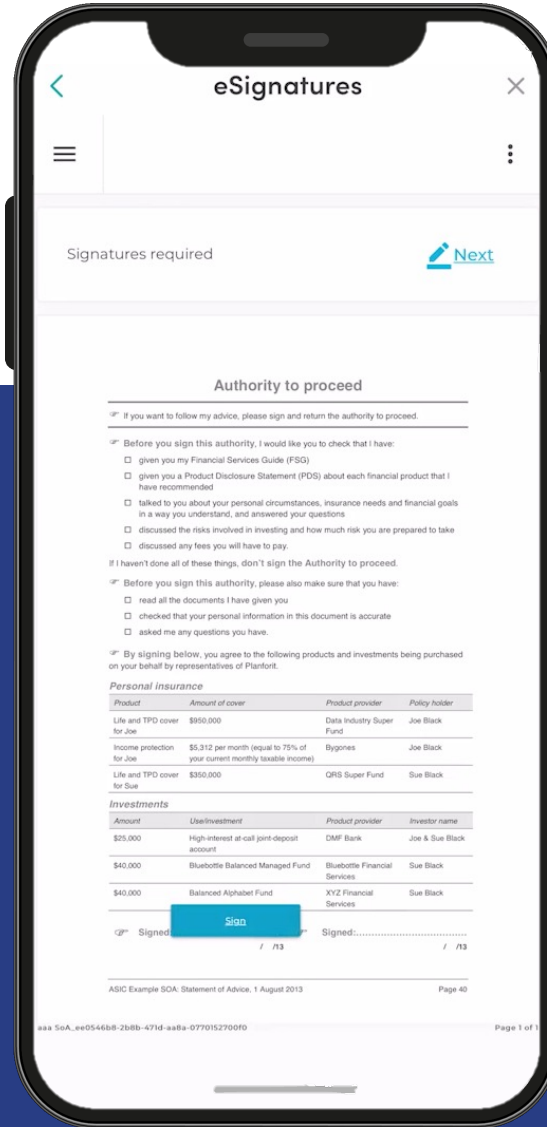 eSignatures
Signatures required
Next
Authority to proceed
☞ If you want to follow my advice, please sign and return the authority to proceed.
☞ Before you sign this authority, I would like you to check that I have:
☐ given you my Financial Services Guide (FSG)
☐ given you a Product Disclosure Statement (PDS) about each financial product that I
have recommended
☐ talked to you about your personal circumstances, insurance needs and financial goals
in a way you understand, and answered your questions
☐ discussed the risks involved in investing and how much risk you are prepared to take
☐ discussed any fees you will have to pay.
If I haven't done all of these things, don't sign the Authority to proceed.
☞ Before you sign this authority, please also make sure that you have:
☐ read all the documents I have given you
☐ checked that your personal information in this document is accurate
☐ asked me any questions you have.
☞ By signing below, you agree to the following products and investments being purchased
on your behalf by representatives of Planforit.
Personal insurance
Product Amount of cover Product provider Policy holder
Life and TPD cover $950,000 Data Industry Super Joe Black
for Joe Fund
Income protection $5,312 per month (equal to 75% of Bygones Joe Black
for Joe your current monthly taxable income)
Life and TPD cover $350,000 QRS Super Fund Sue Black
for Sue
Investments
Amount Use/investment Product provider Investor name
$25,000 High-interest at-call joint-deposit DMF Bank Joe & Sue Black
account
$40,000 Bluebottle Balanced Managed Fund Bluebottle Financial Sue Black
Services
$40,000 Balanced Alphabet Fund XYZ Financial Sue Black
Services
Sign
☞ Signed: ☞ Signed:...................................
/ /13 / /13
ASIC Example SOA: Statement of Advice, 1 August 2013 Page 40
aaa SoA_ee0546b8-2b8b-471d-aa8a-0770152700f0 Page 1 of 1